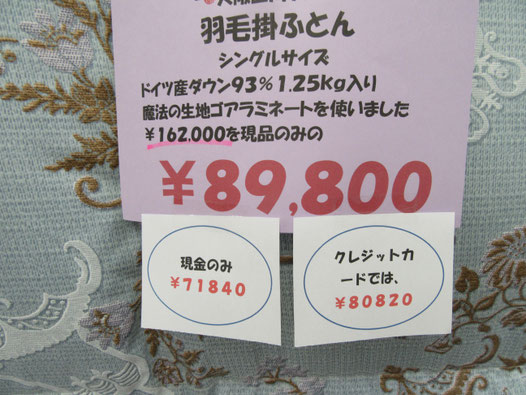 羽毛掛ふとん
シングルサイズ
ドイツ産ダウン93%1.25kg入り
魔法の生地ゴアラミネートを使いました
¥162,000を現品のみの
¥89,800
現金のみ
¥71840
クレジットカ
ードでは、
¥80820